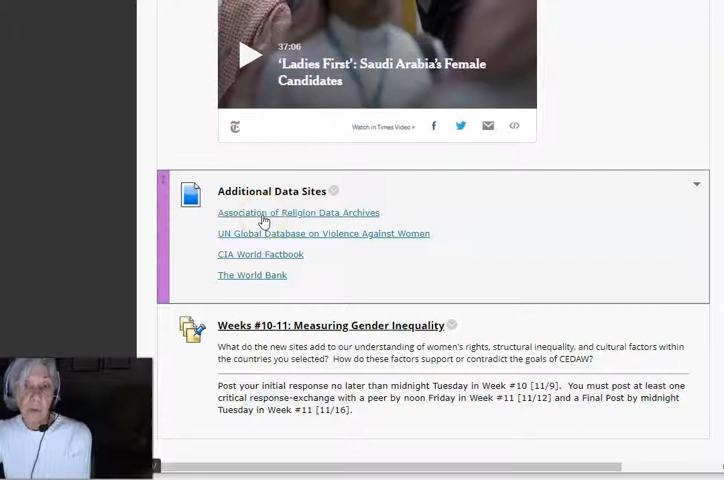 37:06
'Ladies First': Saudi Arabia's Female
Candidates
Watch in Times Video »
Additional Data Sites
Association of Religion Data Archives
UN Global Database on Violence Against Women
CIA World Factbook
The World Bank
Weeks #10-11: Measuring Gender Inequality
What do the new sites add to our understanding of women's rights, structural inequality, and cultural factors within
the countries you selected? How do these factors support or contradict the goals of CEDAW?
Post your initial response no later than midnight Tuesday in Week #10 [11/9]. You must post at least one
critical response-exchange with a peer by noon Friday in Week #11 [11/12] and a Final Post by midnight
Tuesday in Week #11 [11/16].